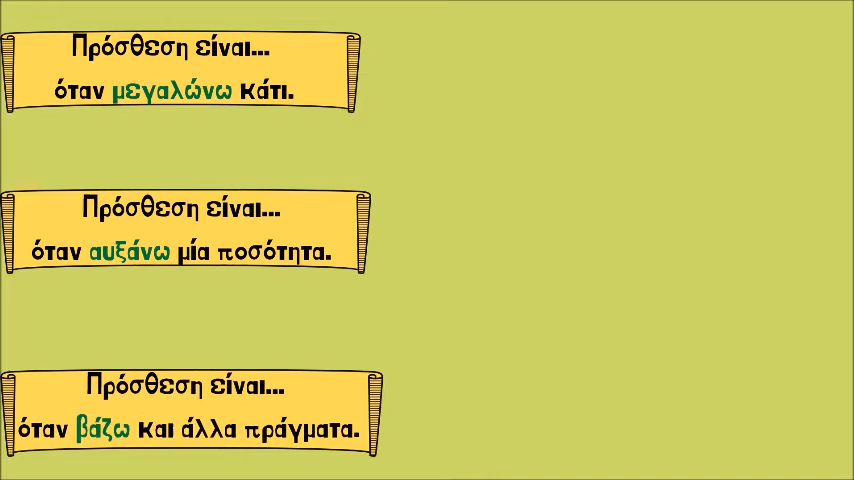 Πρόσθεση είναι...
όταν μεγαλώνω κάτι.
Πρόσθεση είναι...
όταν αυξάνω μία ποσότητα.
Πρόσθεση είναι...
όταν βάζω και άλλα πράγματα.